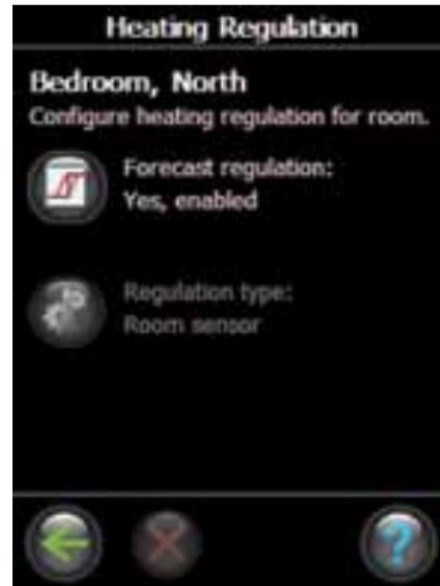 Heating Regulation
Bedroom, North
Configure heating regulation for room.
Forecast regulation:
Yes, enabled
Regulation type:
Room sensor
?